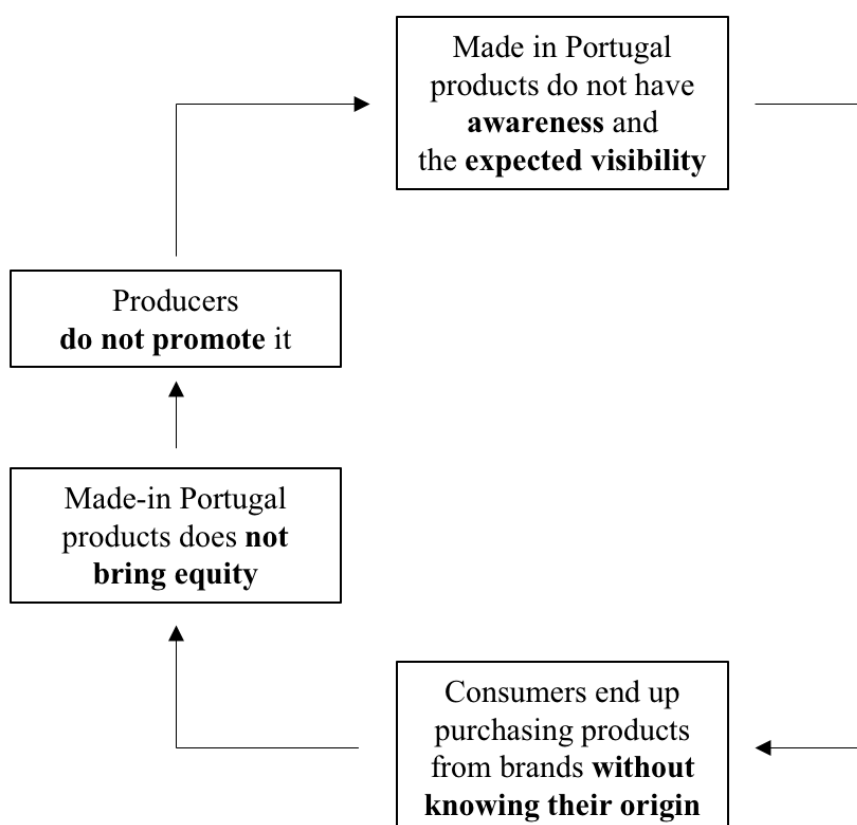 Made in Portugal
products do not have
awareness and
the expected visibility
Producers
do not promote it
Made-in Portugal
products does not
bring equity
Consumers end up
purchasing products
from brands without
knowing their origin